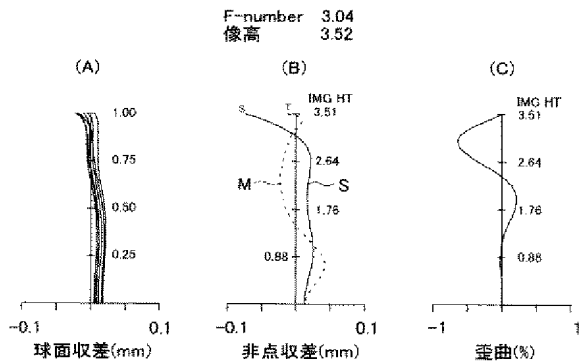 F-number 3.04
像高 3.52
(A) (B) (C)
s T IMG HT IMG HT
1.00 3.51 3.51
0.75 2.64 2.64
M S
0.50 1.76 1.76
0.25 0.88 0.88
-0.1 0 0.1 -0.1 0 0.1 -1 0 1
球面収差(mm) 非点収差(mm) 歪曲(%)